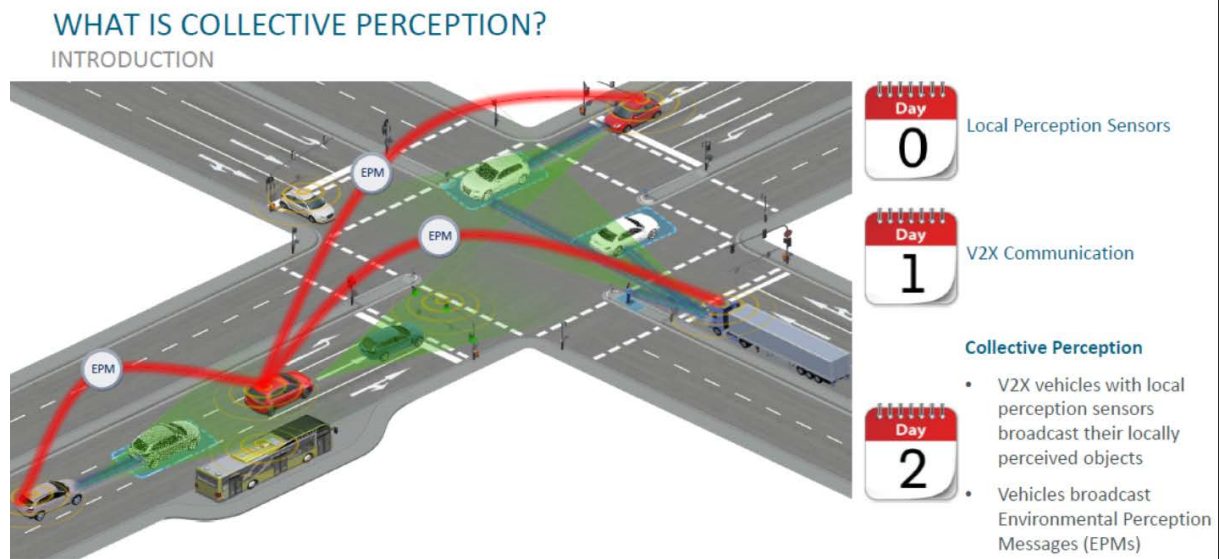 WHAT IS COLLECTIVE PERCEPTION?
INTRODUCTION
EPM
EPM
EPM
Day
0
Local Perception Sensors
Day
1
V2X Communication
Day
2
Collective Perception
• V2X vehicles with local
perception sensors
broadcast their locally
perceived objects
• Vehicles broadcast
Environmental Perception
Messages (EPMs)